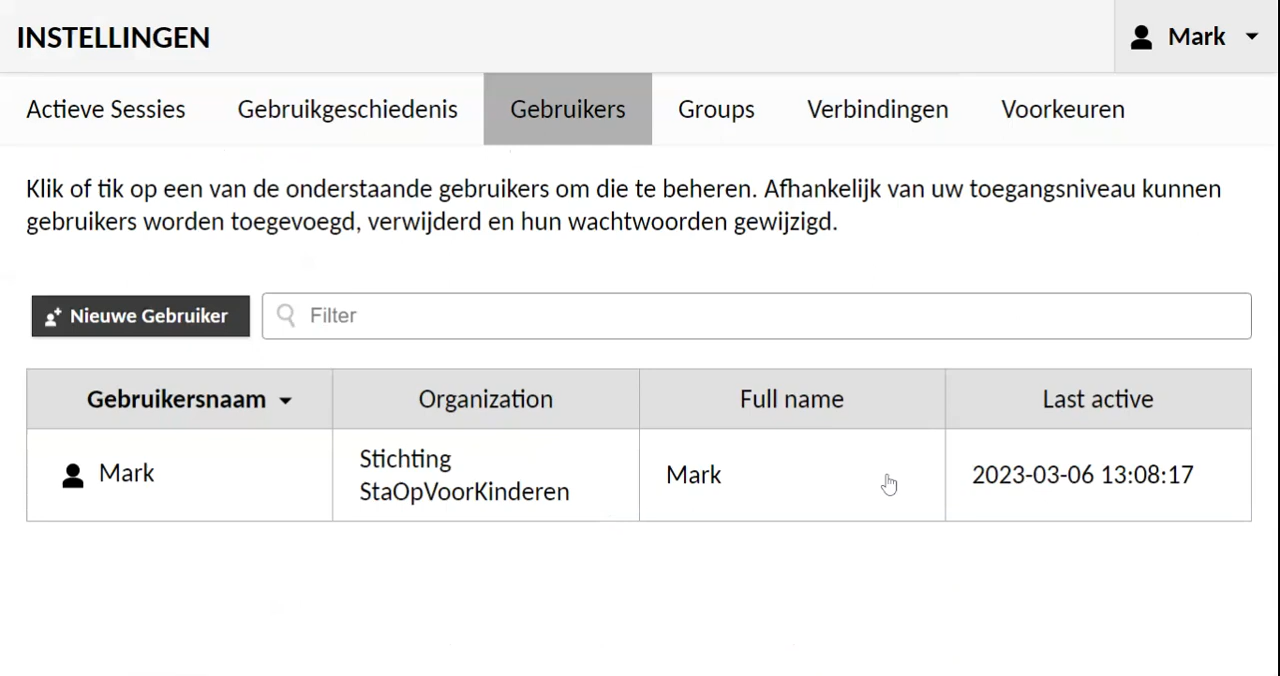 INSTELLINGEN
Mark
Actieve Sessies
Gebruikgeschiedenis
Gebruikers
Groups
Verbindingen
Voorkeuren
Klik of tik op een van de onderstaande gebruikers om die te beheren. Afhankelijk van uw toegangsniveau kunnen
gebruikers worden toegevoegd, verwijderd en hun wachtwoorden gewijzigd.
Nieuwe Gebruiker
Filter
Gebruikersnaam
Organization
Full name
Last active
Mark
Stichting
StaOpVoorKinderen
Mark
2023-03-06 13:08:17